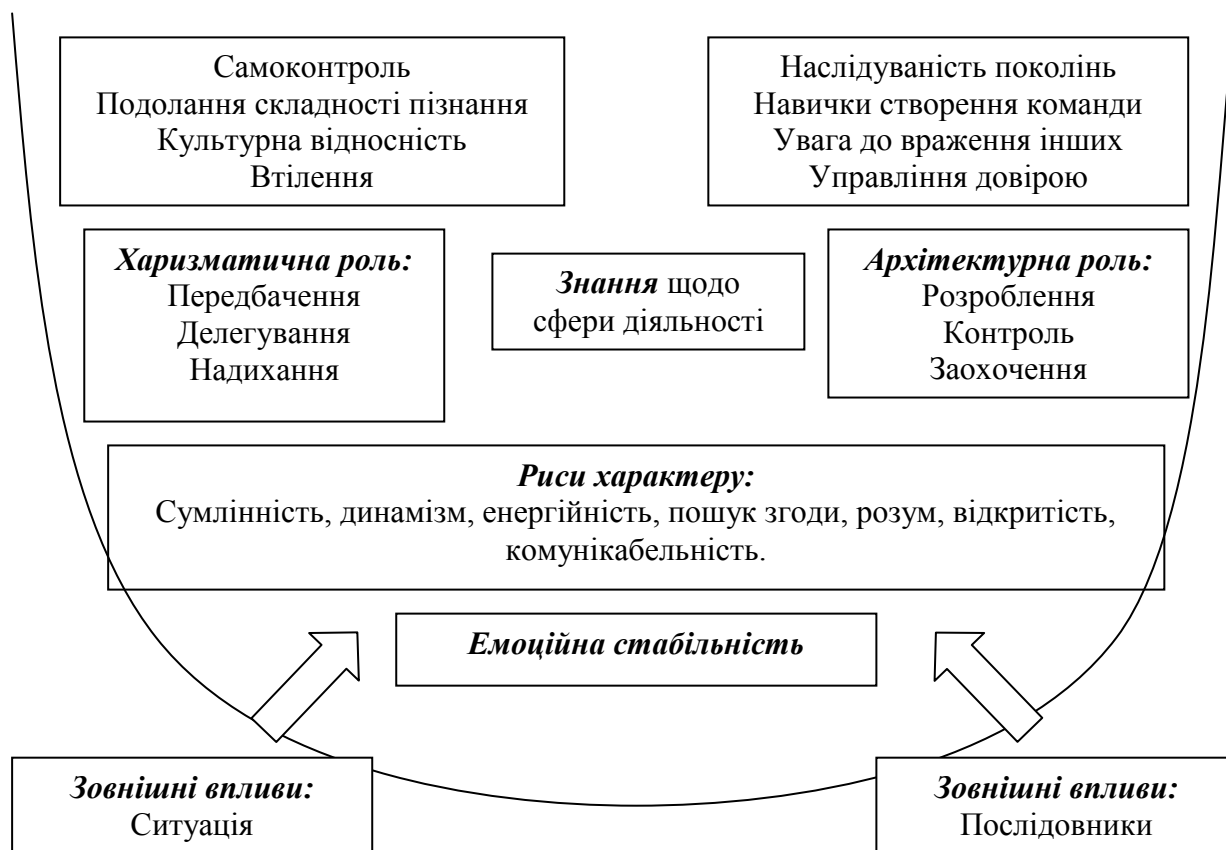 Самоконтроль
Подолання складності пізнання
Культурна відносність
Втілення
Наслідуваність поколінь
Навички створення команди
Увага до враження інших
Управління довірою
Харизматична роль:
Передбачення
Делегування
Надихання
Знання щодо
сфери діяльності
Архітектурна роль:
Розроблення
Контроль
Заохочення
Риси характеру:
Сумлінність, динамізм, енергійність, пошук згоди, розум, відкритість,
комунікабельність.
Емоційна стабільність
Зовнішні впливи:
Ситуація
Зовнішні впливи:
Послідовники